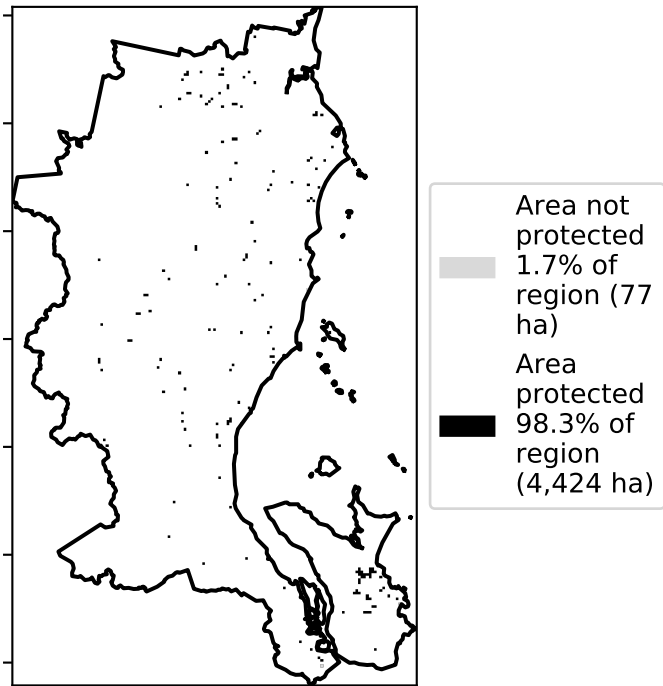 Area not
protected
1.7% of
region (77
ha)
Area
protected
98.3% of
region
(4,424 ha)